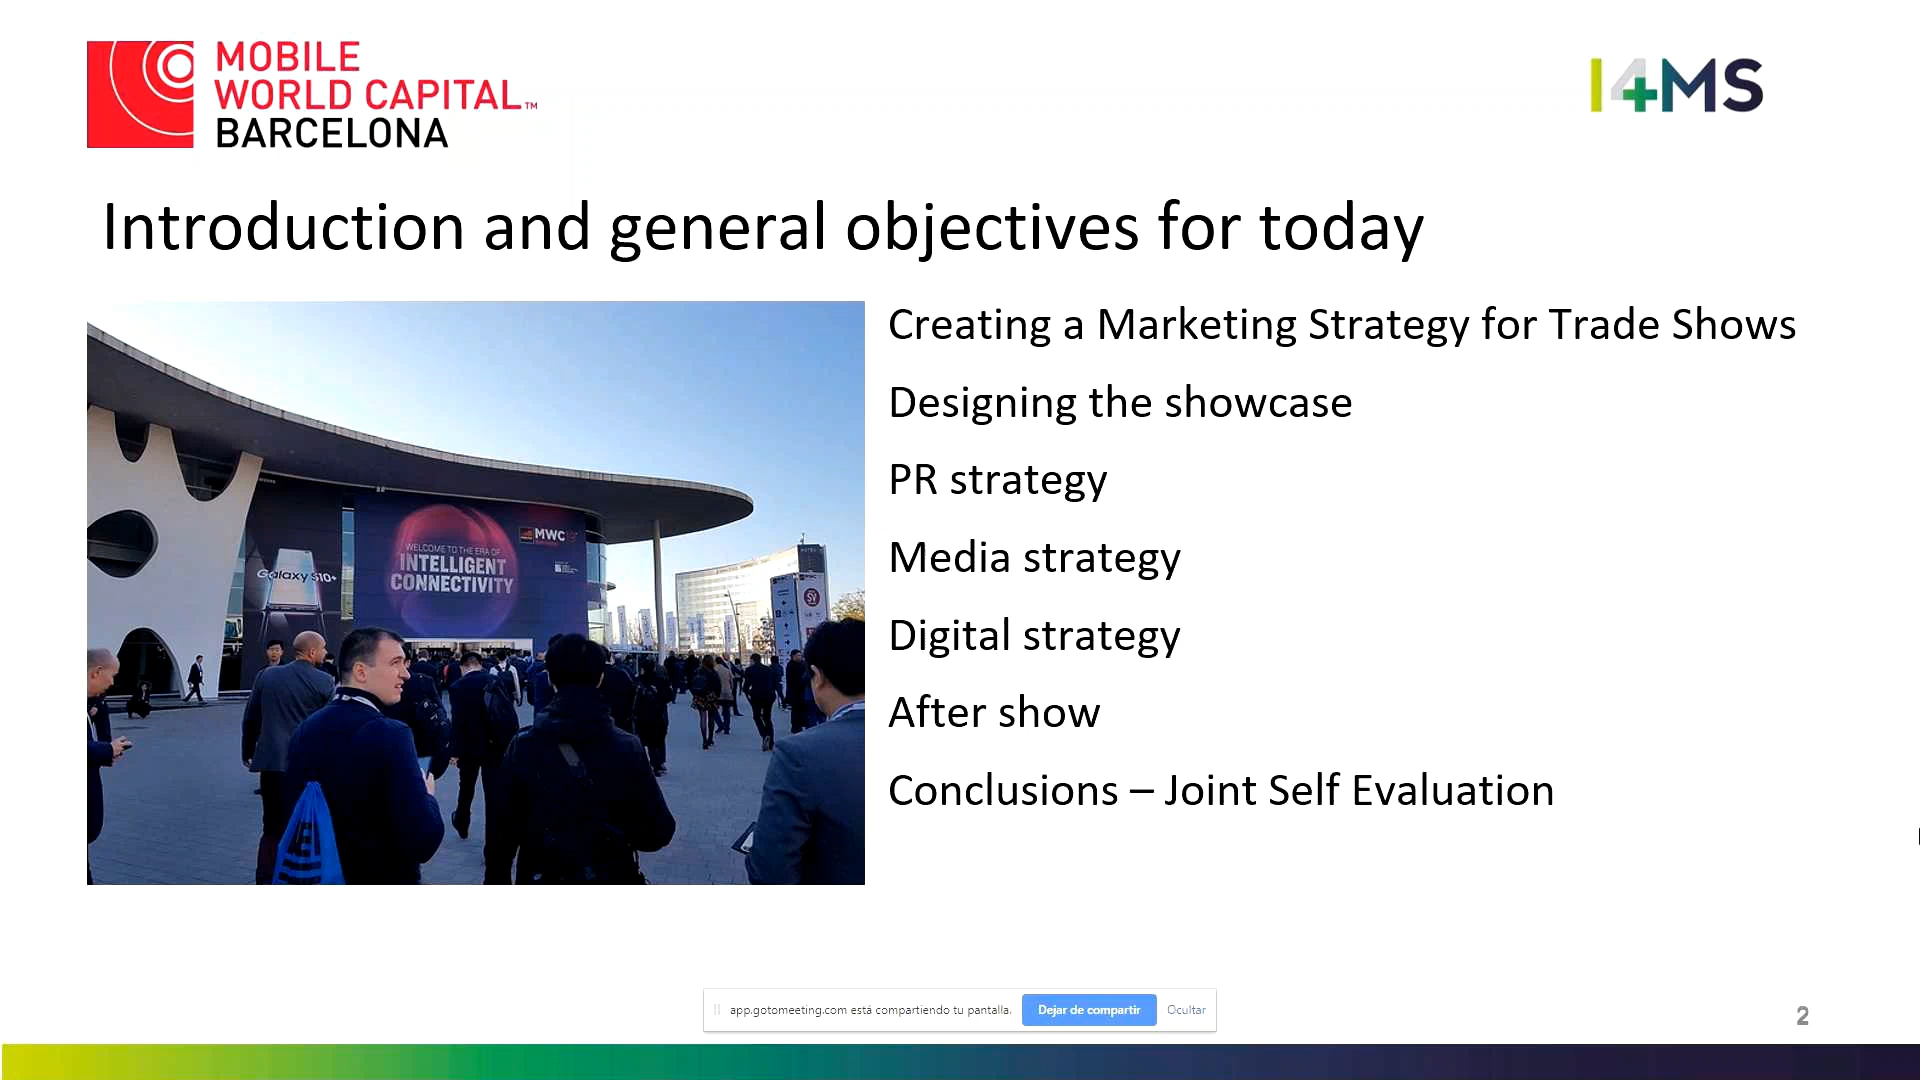 MOBILE
WORLD CAPITAL™
BARCELONA
I4MS
Introduction and general objectives for today
Creating a Marketing Strategy for Trade Shows
Designing the showcase
PR strategy
Media strategy
Digital strategy
After show
Conclusions – Joint Self Evaluation
MWC
WELCOME TO THE ERA OF
INTELLIGENT
CONNECTIVITY
Galaxy S10+
app.gotomeeting.com está compartiendo tu pantalla.
Dejar de compartir
Ocultar
2